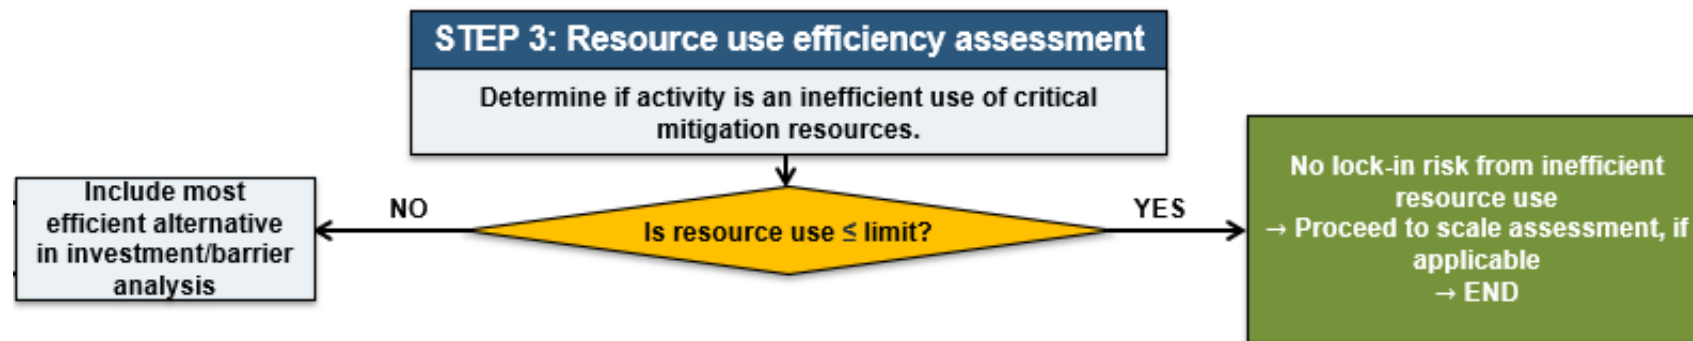 STEP 3: Resource use efficiency assessment
Determine if activity is an inefficient use of critical
mitigation resources.
Include most
efficient alternative
in investment/barrier
analysis
NO
Is resource use ≤ limit?
YES
No lock-in risk from inefficient
resource use
→ Proceed to scale assessment, if
applicable
→ END